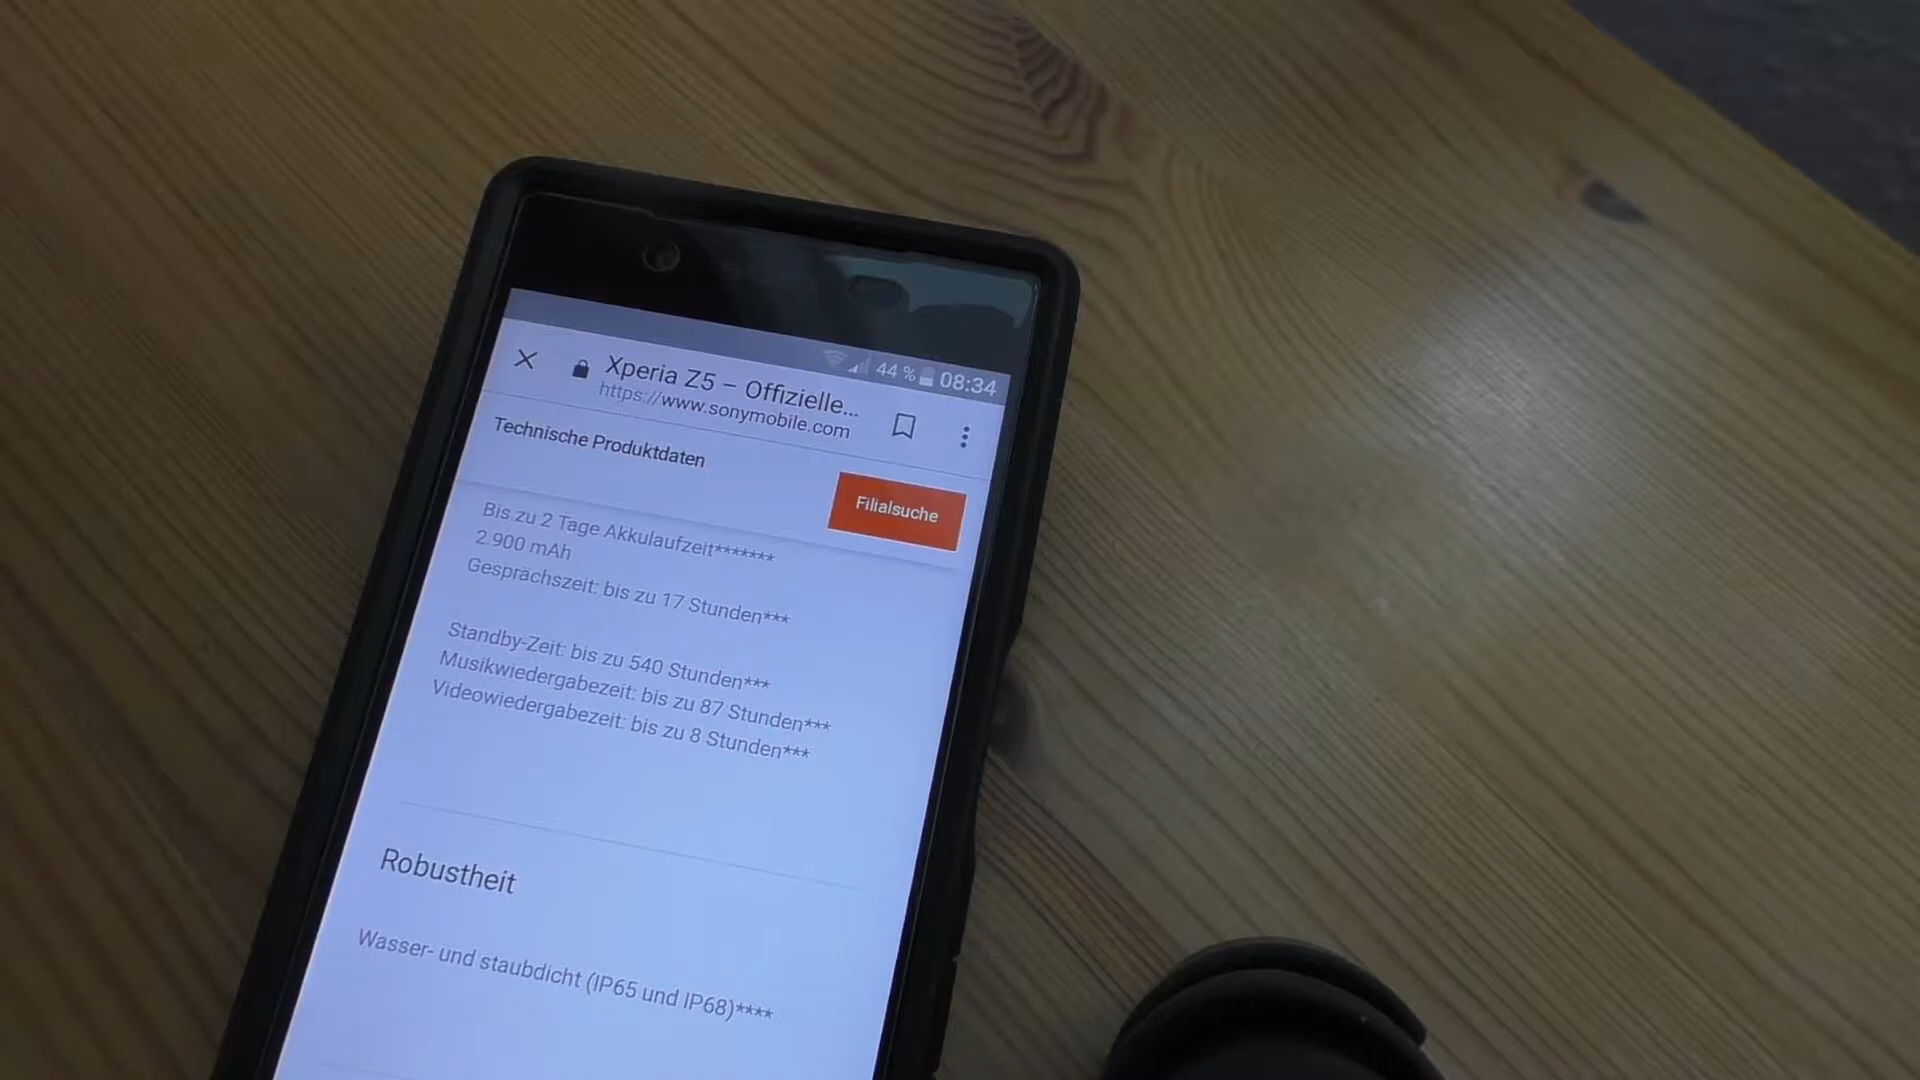 44 % 08:34
Xperia Z5 – Offizielle...
https://www.sonymobile.com
Technische Produktdaten
Filialsuche
Bis zu 2 Tage Akkulaufzeit*******
2.900 mAh
Gesprächszeit: bis zu 17 Stunden***
Standby-Zeit: bis zu 540 Stunden***
Musikwiedergabezeit: bis zu 87 Stunden***
Videowiedergabezeit: bis zu 8 Stunden***
Robustheit
Wasser- und staubdicht (IP65 und IP68)****